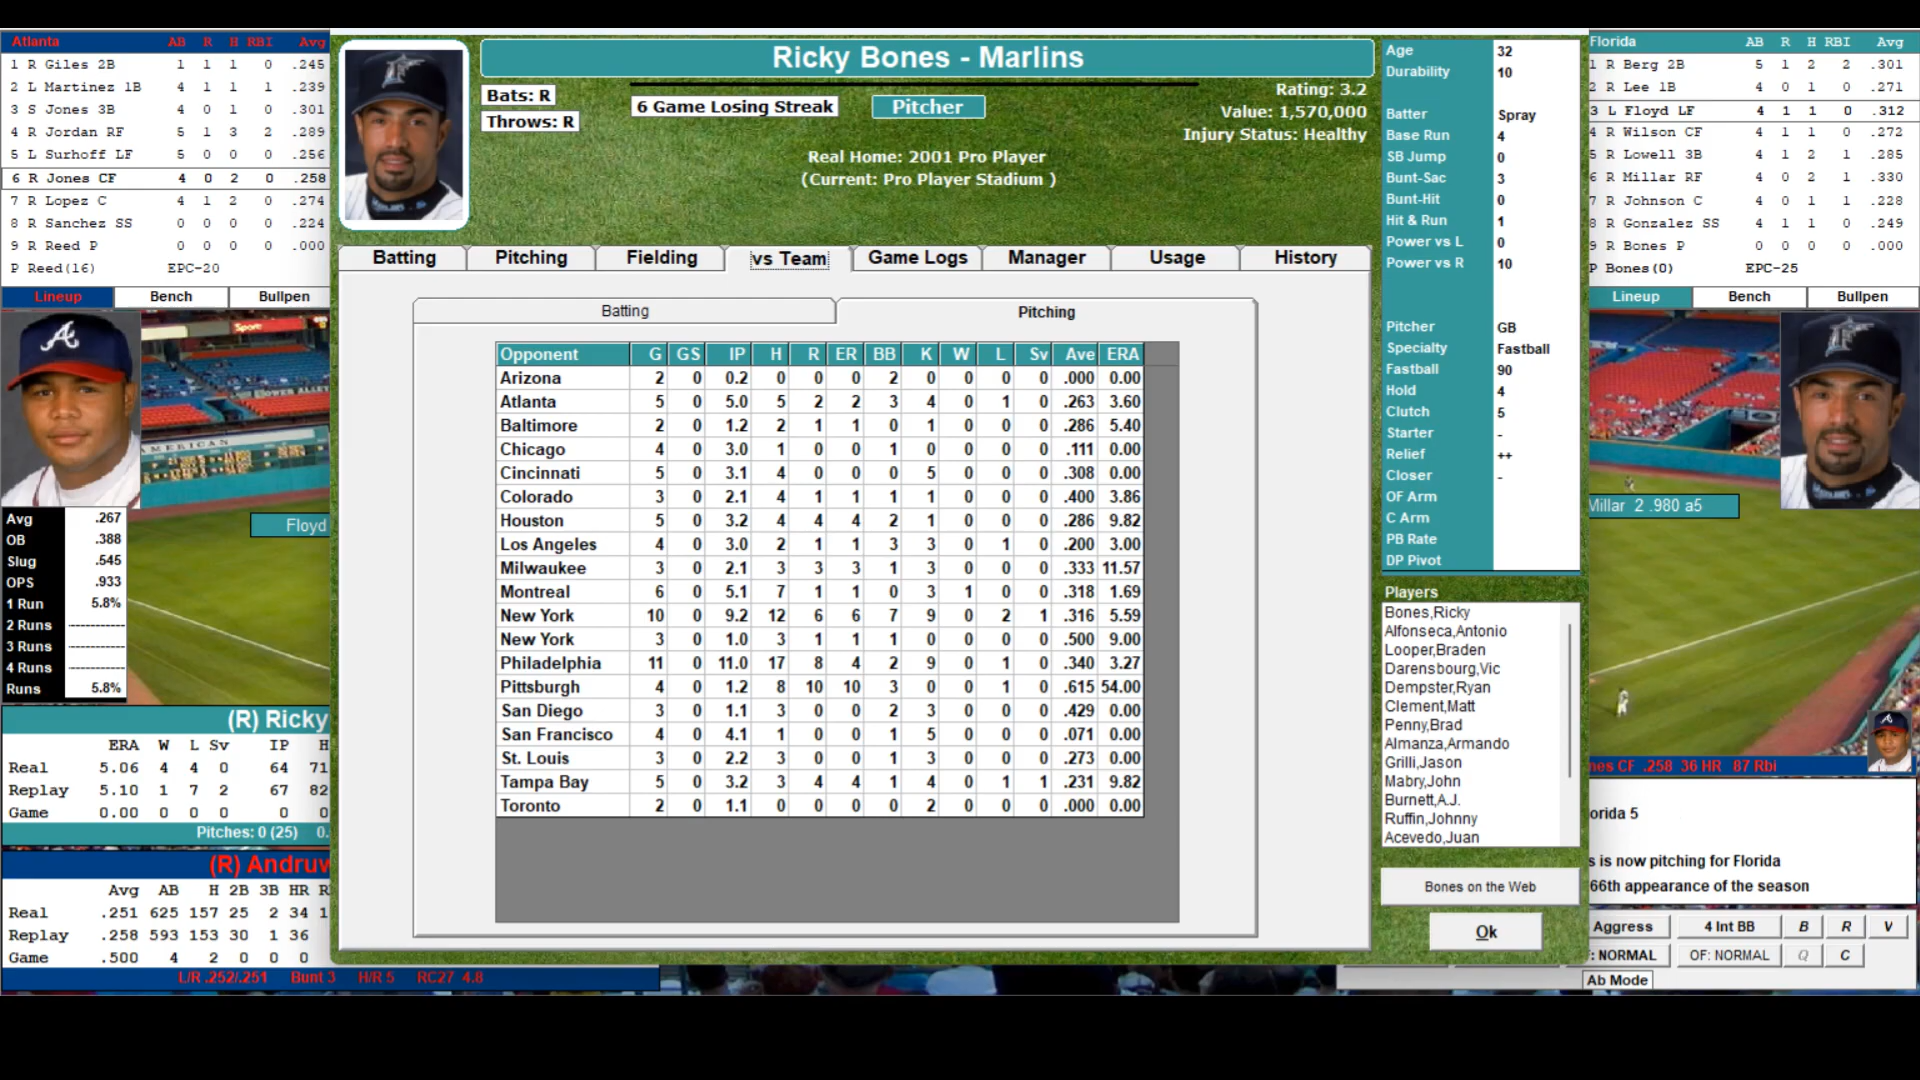 Atlanta AB R H RBI Avg
1 R Giles 2B 1 1 1 0 .245
2 L Martinez 1B 4 1 1 1 .239
3 S Jones 3B 4 0 1 0 .301
4 R Jordan RF 5 1 3 2 .289
5 L Surhoff LF 5 0 0 0 .256
6 R Jones CF 4 0 2 0 .258
7 R Lopez C 4 1 2 0 .274
8 R Sanchez SS 0 0 0 0 .224
9 R Reed P 0 0 0 0 .000
P Reed(16) EPC-20
Lineup Bench Bullpen
Ricky Bones - Marlins
Bats: R
Throws: R
6 Game Losing Streak
Pitcher
Rating: 3.2
Value: 1,570,000
Injury Status: Healthy
Real Home: 2001 Pro Player
(Current: Pro Player Stadium )
Batting Pitching Fielding vs Team Game Logs Manager Usage History
Batting Pitching
Opponent G GS IP H R ER BB K W L Sv Ave ERA
Arizona 2 0 0.2 0 0 0 2 0 0 0 0 .000 0.00
Atlanta 5 0 5.0 5 2 2 3 4 0 1 0 .263 3.60
Baltimore 2 0 1.2 2 1 1 0 1 0 0 0 .286 5.40
Chicago 4 0 3.0 1 0 0 1 0 0 0 0 .111 0.00
Cincinnati 5 0 3.1 4 0 0 0 5 0 0 0 .308 0.00
Colorado 3 0 2.1 4 1 1 1 1 0 0 0 .400 3.86
Houston 5 0 3.2 4 4 4 2 1 0 0 0 .286 9.82
Los Angeles 4 0 3.0 2 1 1 3 3 0 1 0 .200 3.00
Milwaukee 3 0 2.1 3 3 3 1 3 0 0 0 .333 11.57
Montreal 6 0 5.1 7 1 1 0 3 1 0 0 .318 1.69
New York 10 0 9.2 12 6 6 7 9 0 2 1 .316 5.59
New York 3 0 1.0 3 1 1 1 0 0 0 0 .500 9.00
Philadelphia 11 0 11.0 17 8 4 2 9 0 1 0 .340 3.27
Pittsburgh 4 0 1.2 8 10 10 3 0 0 1 0 .615 54.00
San Diego 3 0 1.1 3 0 0 2 3 0 0 0 .429 0.00
San Francisco 4 0 4.1 1 0 0 1 5 0 0 0 .071 0.00
St. Louis 3 0 2.2 3 0 0 1 3 0 0 0 .273 0.00
Tampa Bay 5 0 3.2 3 4 4 1 4 0 1 1 .231 9.82
Toronto 2 0 1.1 0 0 0 0 2 0 0 0 .000 0.00
Age 32
Durability 10
Batter Spray
Base Run 4
SB Jump 0
Bunt-Sac 3
Bunt-Hit 0
Hit & Run 1
Power vs L 0
Power vs R 10
Pitcher GB
Specialty Fastball
Fastball 90
Hold 4
Clutch 5
Starter -
Relief ++
Closer -
OF Arm
C Arm
PB Rate
DP Pivot
Players
Bones,Ricky
Alfonseca,Antonio
Looper,Braden
Darensbourg,Vic
Dempster,Ryan
Clement,Matt
Penny,Brad
Almanza,Armando
Grilli,Jason
Mabry,John
Burnett,A.J.
Ruffin,Johnny
Acevedo,Juan
Bones on the Web
Ok
Florida AB R H RBI Avg
1 R Berg 2B 5 1 2 2 .301
2 R Lee 1B 4 0 1 0 .271
3 L Floyd LF 4 1 1 0 .312
4 R Wilson CF 4 1 1 0 .272
5 R Lowell 3B 4 1 2 1 .285
6 R Millar RF 4 0 2 1 .330
7 R Johnson C 4 0 1 1 .228
8 R Gonzalez SS 4 1 1 0 .249
9 R Bones P 0 0 0 0 .000
P Bones(0) EPC-25
Lineup Bench Bullpen
AMERICAN
Avg .267
OB .388
Slug .545
OPS .933
1 Run 5.8%
2 Runs ------------
3 Runs ------------
4 Runs ------------
Runs 5.8%
Floyd
Millar 2 .980 a5
(R) Ricky
ERA W L Sv IP H
Real 5.06 4 4 0 64 71
Replay 5.10 1 7 2 67 82
Game 0.00 0 0 0 0 0
Pitches: 0 (25) 0.
(R) Andruw
Avg AB H 2B 3B HR R
Real .251 625 157 25 2 34 1
Replay .258 593 153 30 1 36
Game .500 4 2 0 0 0
L/R .252/.251 Bunt 3 H/R 5 RC27 4.8
nes CF .258 36 HR 87 Rbi
orida 5
s is now pitching for Florida
66th appearance of the season
Aggress 4 Int BB B R V
: NORMAL OF: NORMAL Q C
Ab Mode